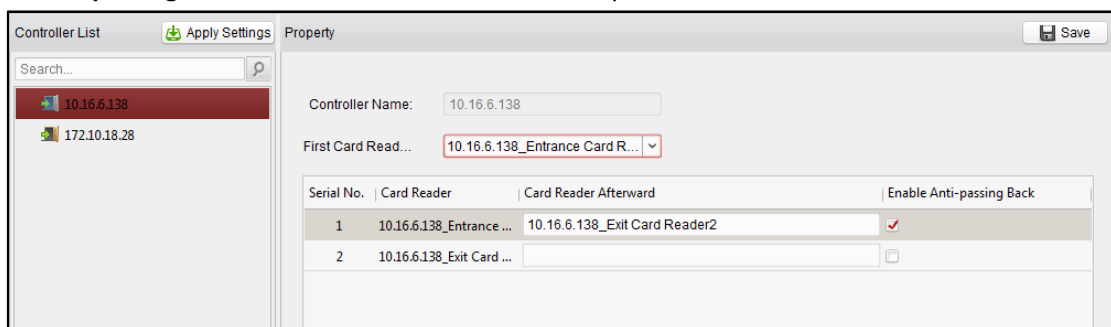 Controller List Apply Settings Property Save
Search...
10.16.6.138
172.10.18.28
Controller Name: 10.16.6.138
First Card Read... 10.16.6.138_Entrance Card R...
Serial No. Card Reader Card Reader Afterward Enable Anti-passing Back
1 10.16.6.138_Entrance ... 10.16.6.138_Exit Card Reader2
2 10.16.6.138_Exit Card ...